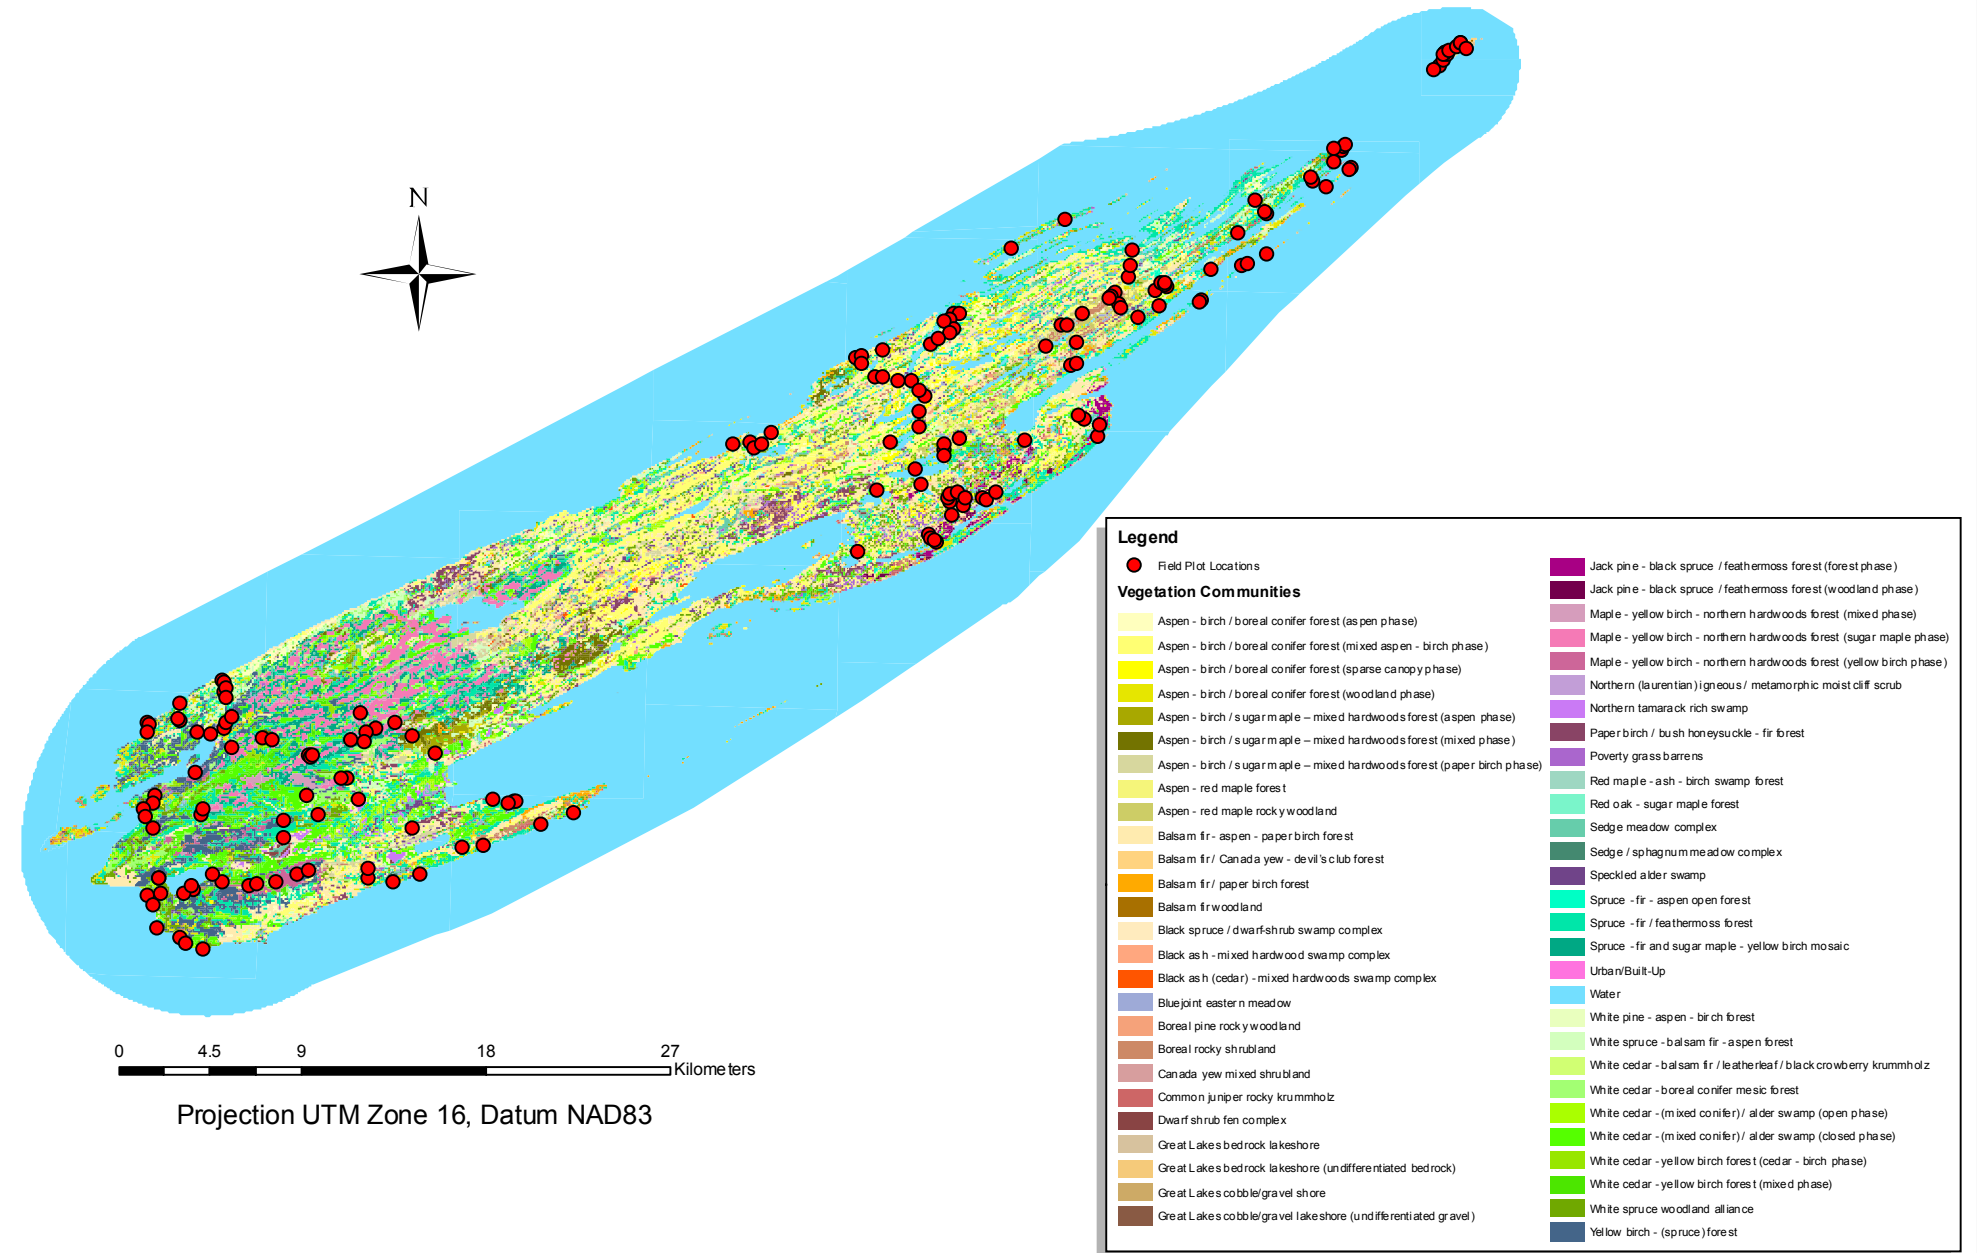 N
0 4.5 9 18 27
Kilometers
Projection UTM Zone 16, Datum NAD83
Legend
Field Plot Locations
Vegetation Communities
Aspen - birch / boreal conifer forest (aspen phase)
Aspen - birch / boreal conifer forest (mixed aspen - birch phase)
Aspen - birch / boreal conifer forest (sparse canopy phase)
Aspen - birch / boreal conifer forest (woodland phase)
Aspen - birch / sugar maple – mixed hardwoods forest (aspen phase)
Aspen - birch / sugar maple – mixed hardwoods forest (mixed phase)
Aspen - birch / sugar maple – mixed hardwoods forest (paper birch phase)
Aspen - red maple forest
Aspen - red maple rocky woodland
Balsam fir - aspen - paper birch forest
Balsam fir / Canada yew - devil's club forest
Balsam fir / paper birch forest
Balsam fir woodland
Black spruce / dwarf-shrub swamp complex
Black ash - mixed hardwood swamp complex
Black ash (cedar) - mixed hardwoods swamp complex
Bluejoint eastern meadow
Boreal pine rocky woodland
Boreal rocky shrubland
Canada yew mixed shrubland
Common juniper rocky krummholz
Dwarf shrub fen complex
Great Lakes bedrock lakeshore
Great Lakes bedrock lakeshore (undifferentiated bedrock)
Great Lakes cobble/gravel shore
Great Lakes cobble/gravel lakeshore (undifferentiated gravel)
Jack pine - black spruce / feathermoss forest (forest phase)
Jack pine - black spruce / feathermoss forest (woodland phase)
Maple - yellow birch - northern hardwoods forest (mixed phase)
Maple - yellow birch - northern hardwoods forest (sugar maple phase)
Maple - yellow birch - northern hardwoods forest (yellow birch phase)
Northern (laurentian) igneous / metamorphic moist cliff scrub
Northern tamarack rich swamp
Paper birch / bush honeysuckle - fir forest
Poverty grass barrens
Red maple - ash - birch swamp forest
Red oak - sugar maple forest
Sedge meadow complex
Sedge / sphagnum meadow complex
Speckled alder swamp
Spruce - fir - aspen open forest
Spruce - fir / feathermoss forest
Spruce - fir and sugar maple - yellow birch mosaic
Urban/Built-Up
Water
White pine - aspen - birch forest
White spruce - balsam fir - aspen forest
White cedar - balsam fir / leatherleaf / black crowberry krummholz
White cedar - boreal conifer mesic forest
White cedar - (mixed conifer) / alder swamp (open phase)
White cedar - (mixed conifer) / alder swamp (closed phase)
White cedar - yellow birch forest (cedar - birch phase)
White cedar - yellow birch forest (mixed phase)
White spruce woodland alliance
Yellow birch - (spruce) forest